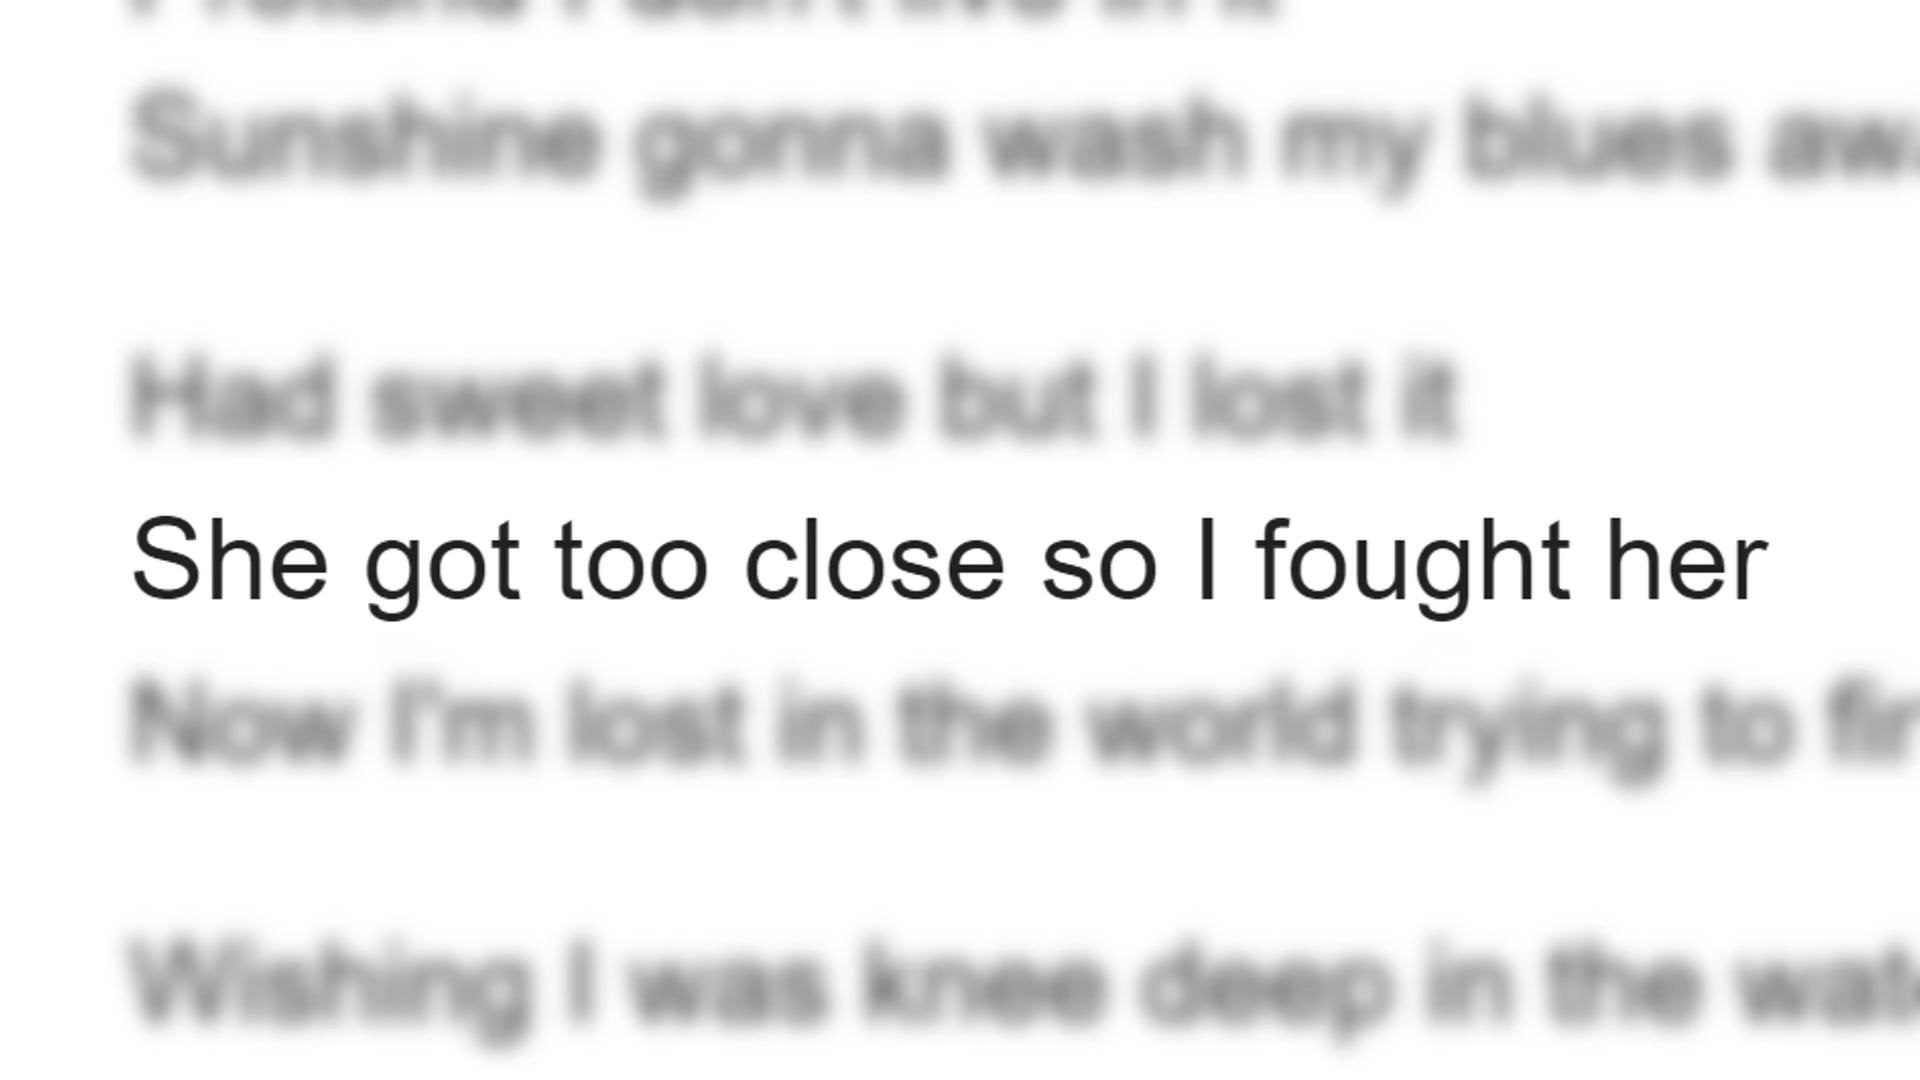 Sunshine gonna wash my blues
Had sweet love but I lost it
She got too close so I fought her
Now I'm lost in the world trying to
Wishing I was knee deep in the